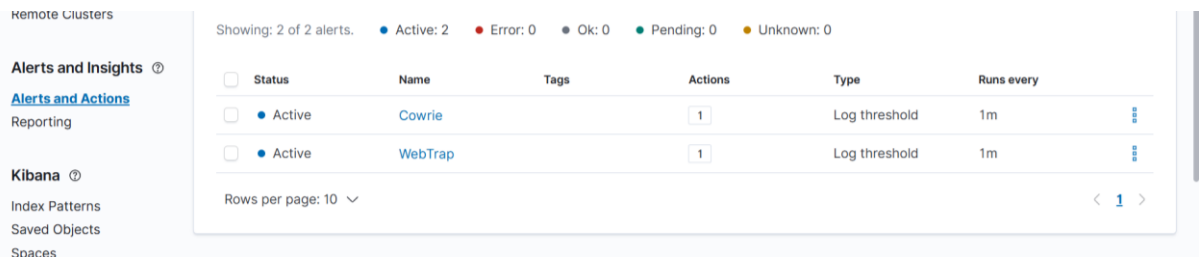 Remote Clusters
Alerts and Insights
Alerts and Actions
Reporting
Kibana
Index Patterns
Saved Objects
Spaces
Showing: 2 of 2 alerts. Active: 2 Error: 0 Ok: 0 Pending: 0 Unknown: 0
Status Name Tags Actions Type Runs every
Active Cowrie 1 Log threshold 1m
Active WebTrap 1 Log threshold 1m
Rows per page: 10 1